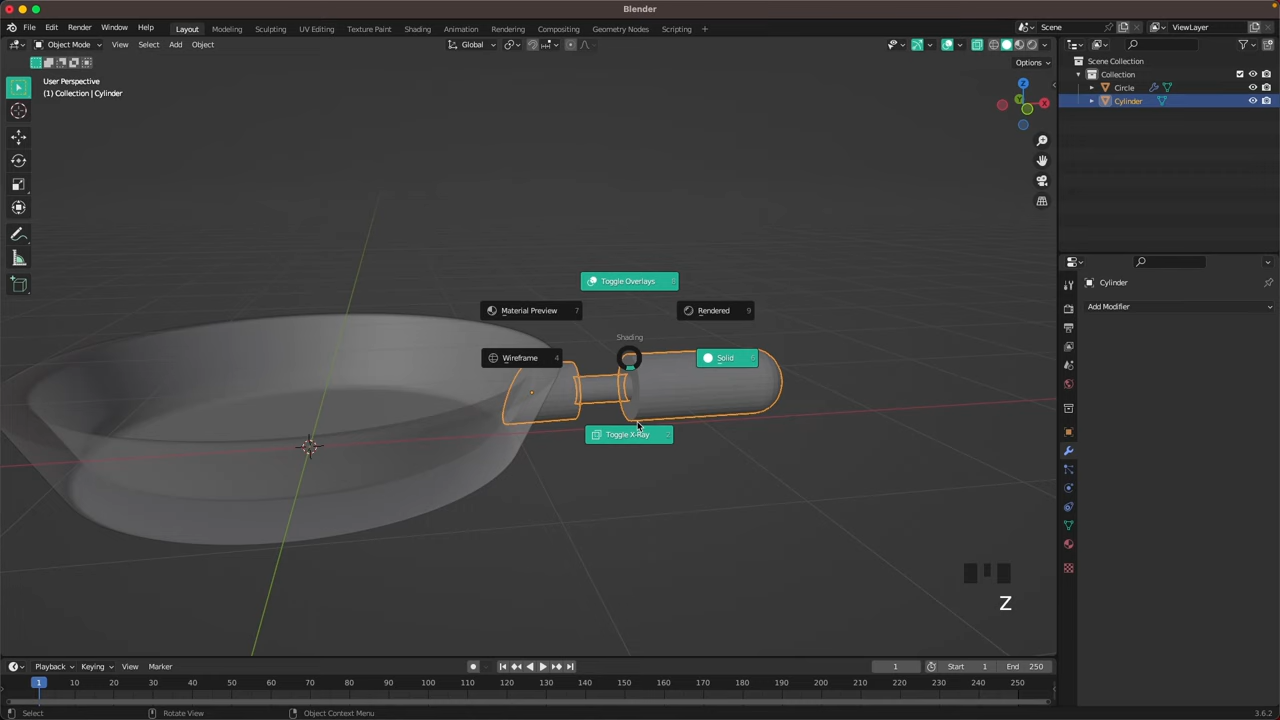 Blender
File Edit Render Window Help
Layout Modeling Sculpting UV Editing Texture Paint Shading Animation Rendering Compositing Geometry Nodes Scripting +
Scene
ViewLayer
Object Mode View Select Add Object
Global
Options
User Perspective
(1) Collection | Cylinder
Z
X
Y
Scene Collection
Collection
Circle
Cylinder
Toggle Overlays 8
Material Preview 7
Rendered 9
Shading
Wireframe 4
Solid 6
Toggle X-Ray 2
Cylinder
Add Modifier
Z
Playback Keying View Marker
1
Start 1
End 250
1 10 20 30 40 50 60 70 80 90 100 110 120 130 140 150 160 170 180 190 200 210 220 230 240 250
Select
Rotate View
Object Context Menu
3.6.2